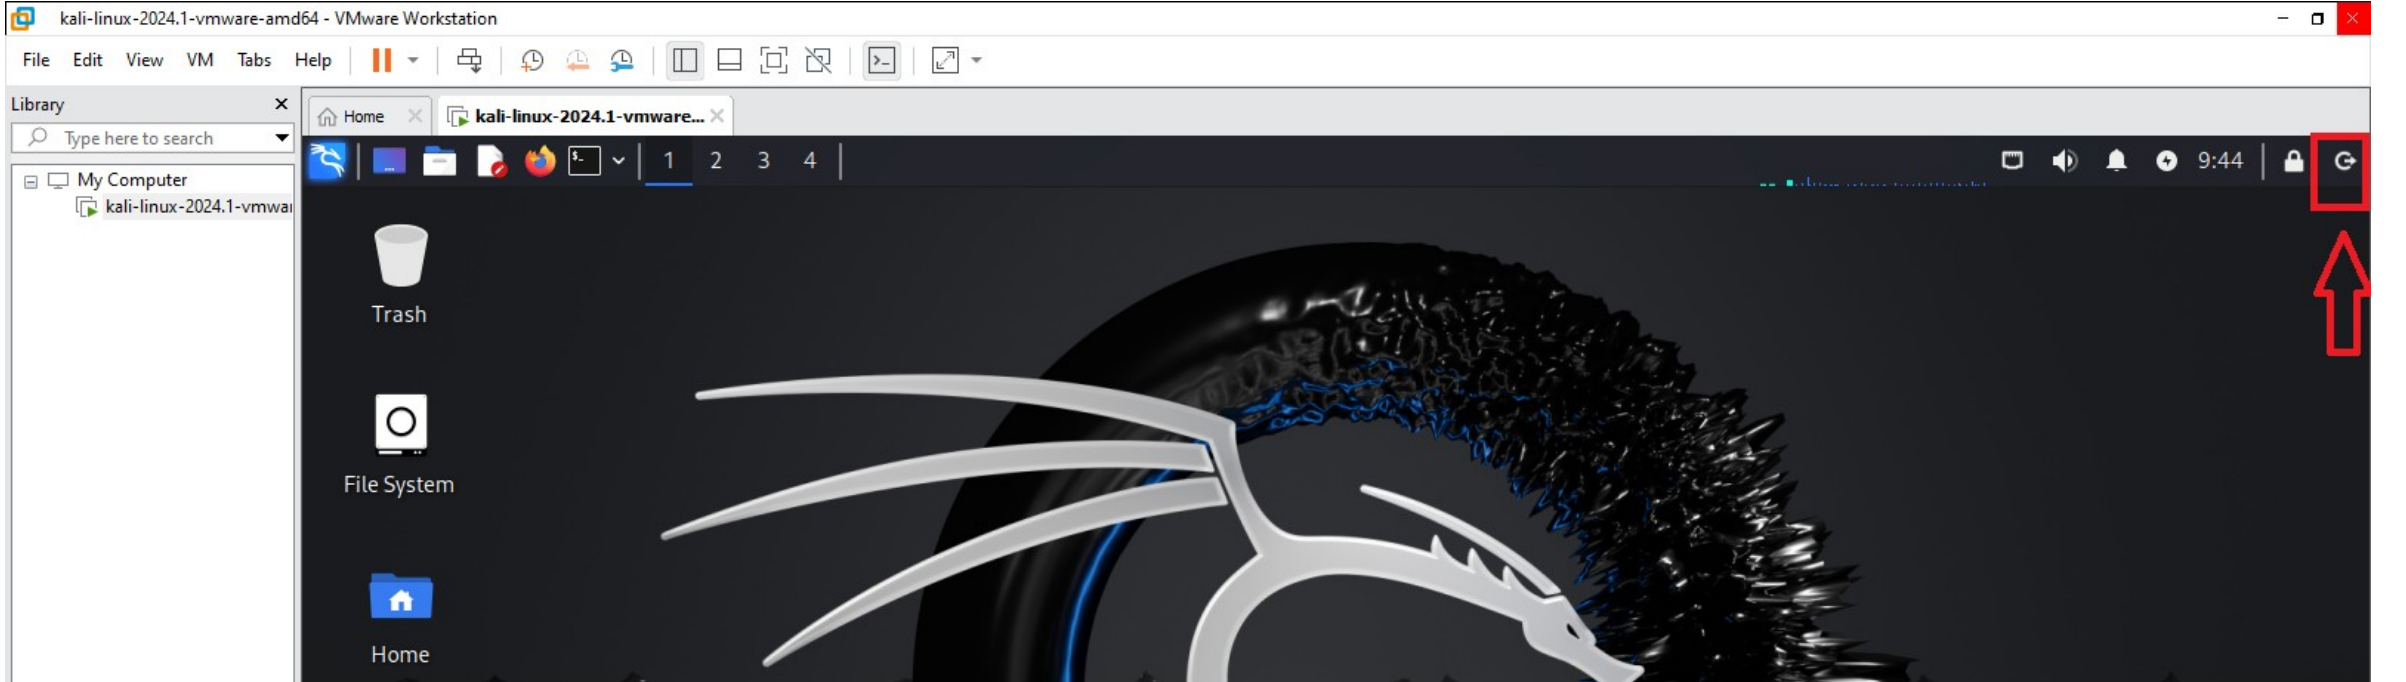 kali-linux-2024.1-vmware-amd64 - VMware Workstation
File Edit View VM Tabs Help
Library
Type here to search
My Computer
kali-linux-2024.1-vmwar
Home kali-linux-2024.1-vmware...
1 2 3 4 9:44
Trash
File System
Home